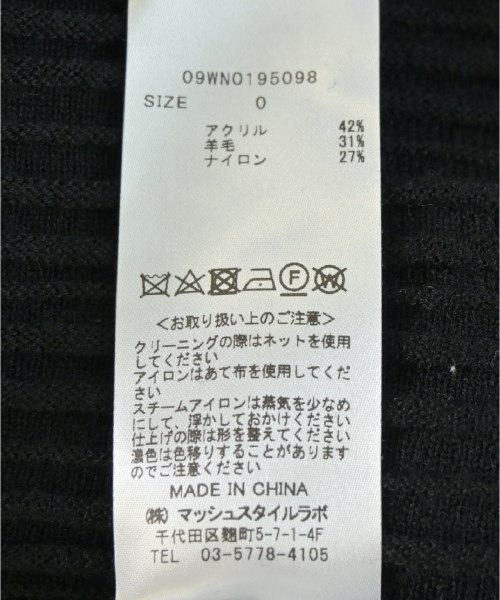 09WNO195098
SIZE 0
アクリル 42%
羊毛 31%
ナイロン 27%
F W
<お取り扱い上のご注意>
クリーニングの際はネットを使用
してください
アイロンはあて布を使用してくだ
さい
スチームアイロンは蒸気を少なめ
にして、浮かしておかけください
仕上げの際は形を整えてください
濃色は色移りすることがあります
のでご注意ください
MADE IN CHINA
(株) マッシュスタイルラボ
千代田区麹町5-7-1-4F
TEL 03-5778-4105